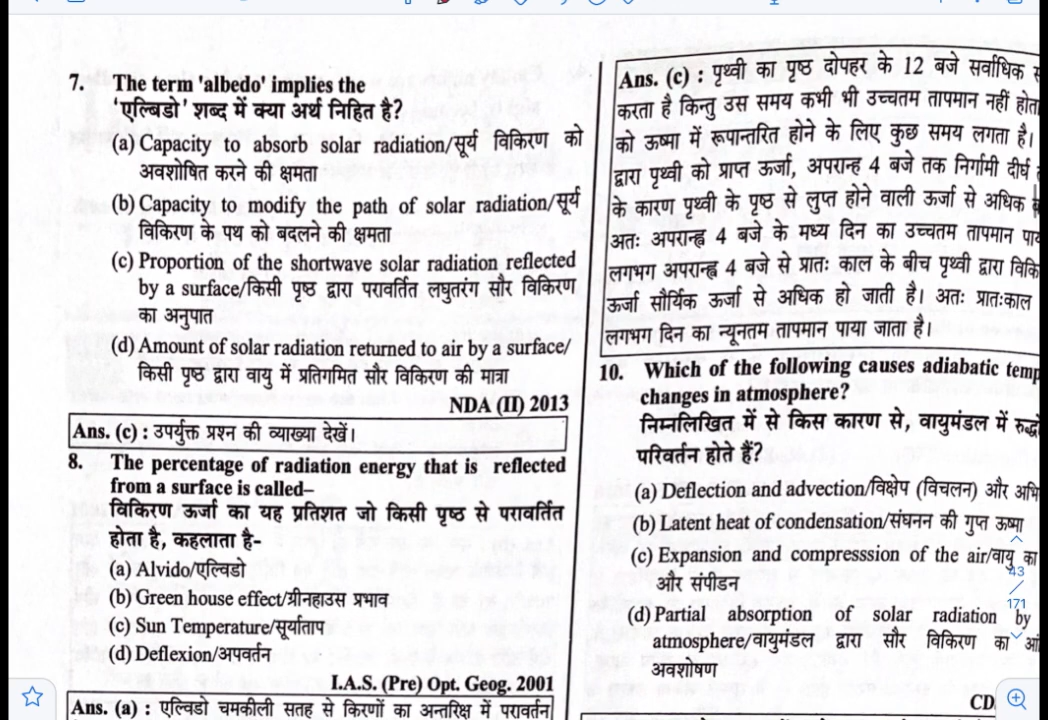 7. The term 'albedo' implies the
'एल्विडो' शब्द में क्या अर्थ निहित है?
(a) Capacity to absorb solar radiation/सूर्य विकिरण को
अवशोषित करने की क्षमता
(b) Capacity to modify the path of solar radiation/सूर्य
विकिरण के पथ को बदलने की क्षमता
(c) Proportion of the shortwave solar radiation reflected
by a surface/किसी पृष्ठ द्वारा परावर्तित लघुतरंग सौर विकिरण
का अनुपात
(d) Amount of solar radiation returned to air by a surface/
किसी पृष्ठ द्वारा वायु में प्रतिगमित सौर विकिरण की मात्रा
NDA (II) 2013
Ans. (c) : उपर्युक्त प्रश्न की व्याख्या देखें।
8. The percentage of radiation energy that is reflected
from a surface is called–
विकिरण ऊर्जा का यह प्रतिशत जो किसी पृष्ठ से परावर्तित
होता है, कहलाता है-
(a) Alvido/एल्विडो
(b) Green house effect/ग्रीनहाउस प्रभाव
(c) Sun Temperature/सूर्याताप
(d) Deflexion/अपवर्तन
I.A.S. (Pre) Opt. Geog. 2001
Ans. (a) : एल्विडो चमकीली सतह से किरणों का अन्तरिक्ष में परावर्तन
Ans. (c) : पृथ्वी का पृष्ठ दोपहर के 12 बजे सर्वाधिक
करता है किन्तु उस समय कभी भी उच्चतम तापमान नहीं होता
को ऊष्मा में रूपान्तरित होने के लिए कुछ समय लगता है।
द्वारा पृथ्वी को प्राप्त ऊर्जा, अपरान्ह 4 बजे तक निर्गामी दीर्घ
के कारण पृथ्वी के पृष्ठ से लुप्त होने वाली ऊर्जा से अधिक
अतः अपरान्ह्व 4 बजे के मध्य दिन का उच्चतम तापमान
लगभग अपरान्ह्व 4 बजे से प्रातः काल के बीच पृथ्वी द्वारा
ऊर्जा सौर्यिक ऊर्जा से अधिक हो जाती है। अतः प्रातःकाल
लगभग दिन का न्यूनतम तापमान पाया जाता है।
10. Which of the following causes adiabatic temp
changes in atmosphere?
निम्नलिखित में से किस कारण से, वायुमंडल में
परिवर्तन होते हैं?
(a) Deflection and advection/विक्षेप (विचलन) और
(b) Latent heat of condensation/संघनन की गुप्त ऊष्मा
(c) Expansion and compresssion of the air/वायु का
और संपीडन
43
171
(d) Partial absorption of solar radiation by
atmosphere/वायुमंडल द्वारा सौर विकिरण का
अवशोषण
CD